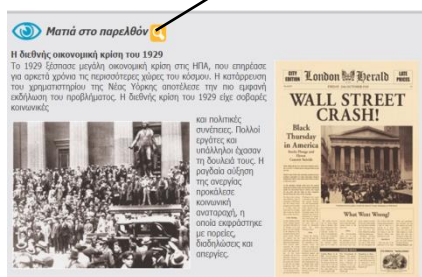 Ματιά στο παρελθόν
Η διεθνής οικονομική κρίση του 1929
Το 1929 ξέσπασε μεγάλη οικονομική κρίση στις ΗΠΑ, που επηρέασε
για αρκετά χρόνια τις περισσότερες χώρες του κόσμου. Η κατάρρευση
του χρηματιστηρίου της Νέας Υόρκης αποτέλεσε την πιο εμφανή
εκδήλωση του προβλήματος. Η διεθνής κρίση του 1929 είχε σοβαρές
κοινωνικές
και πολιτικές
συνέπειες. Πολλοί
εργάτες και
υπάλληλοι έχασαν
τη δουλειά τους. Η
ραγδαία αύξηση
της ανεργίας
προκάλεσε
κοινωνική
αναταραχή, η
οποία εκφράστηκε
με πορείες,
διαδηλώσεις και
απεργίες.
CITY EDITION
London Herald
LATE PRICES
WALL STREET
CRASH!
Black
Thursday
in America
What Went Wrong?